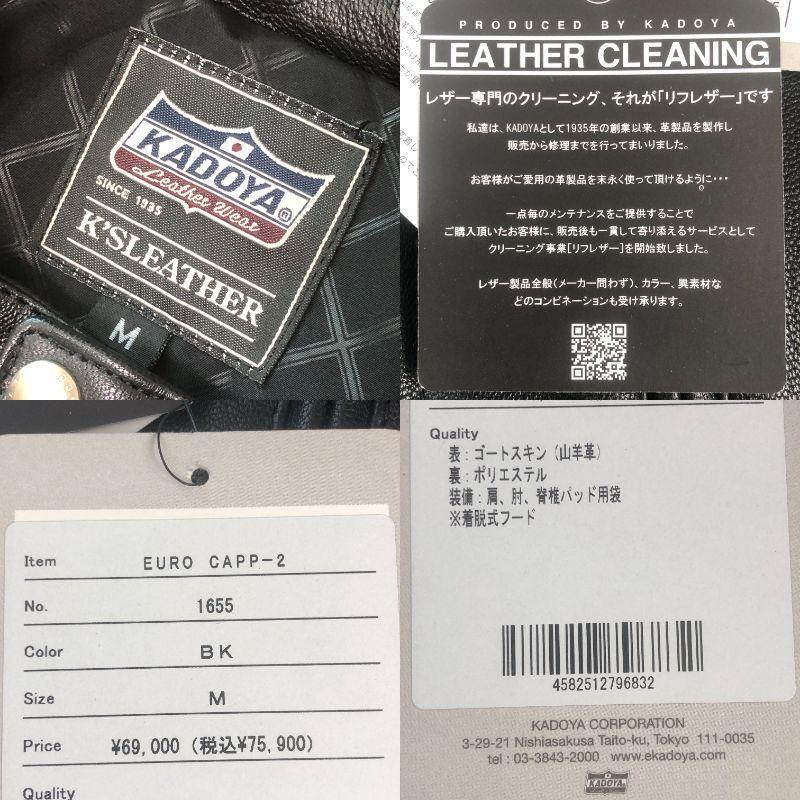 KADOYA
Leather Wear
SINCE 1935
K'S LEATHER
M
PRODUCED BY KADOYA
LEATHER CLEANING
レザー専門のクリーニング、それが「リフレザー」です
私達は、KADOYAとして1935年の創業以来、革製品を製作し
販売から修理までを行ってまいりました。
お客様がご愛用の革製品を末永く使って頂けるように・・・
一点毎のメンテナンスをご提供することで
ご購入頂いたお客様に、販売後も一貫して寄り添えるサービスとして
クリーニング事業[リフレザー]を開始致しました。
レザー製品全般(メーカー問わず)、カラー、異素材な
どのコンビネーションも受け承ります。
Item EURO CAPP-2
No. 1655
Color BK
Size M
Price ¥69,000 (税込¥75,900)
Quality
Quality
表:ゴートスキン (山羊革)
裏:ポリエステル
装備:肩、肘、脊椎パッド用袋
※着脱式フード
4582512796832
KADOYA CORPORATION
3-29-21 Nishiasakusa Taito-ku, Tokyo 111-0035
tel : 03-3843-2000 www.ekadoya.com
KADOYA